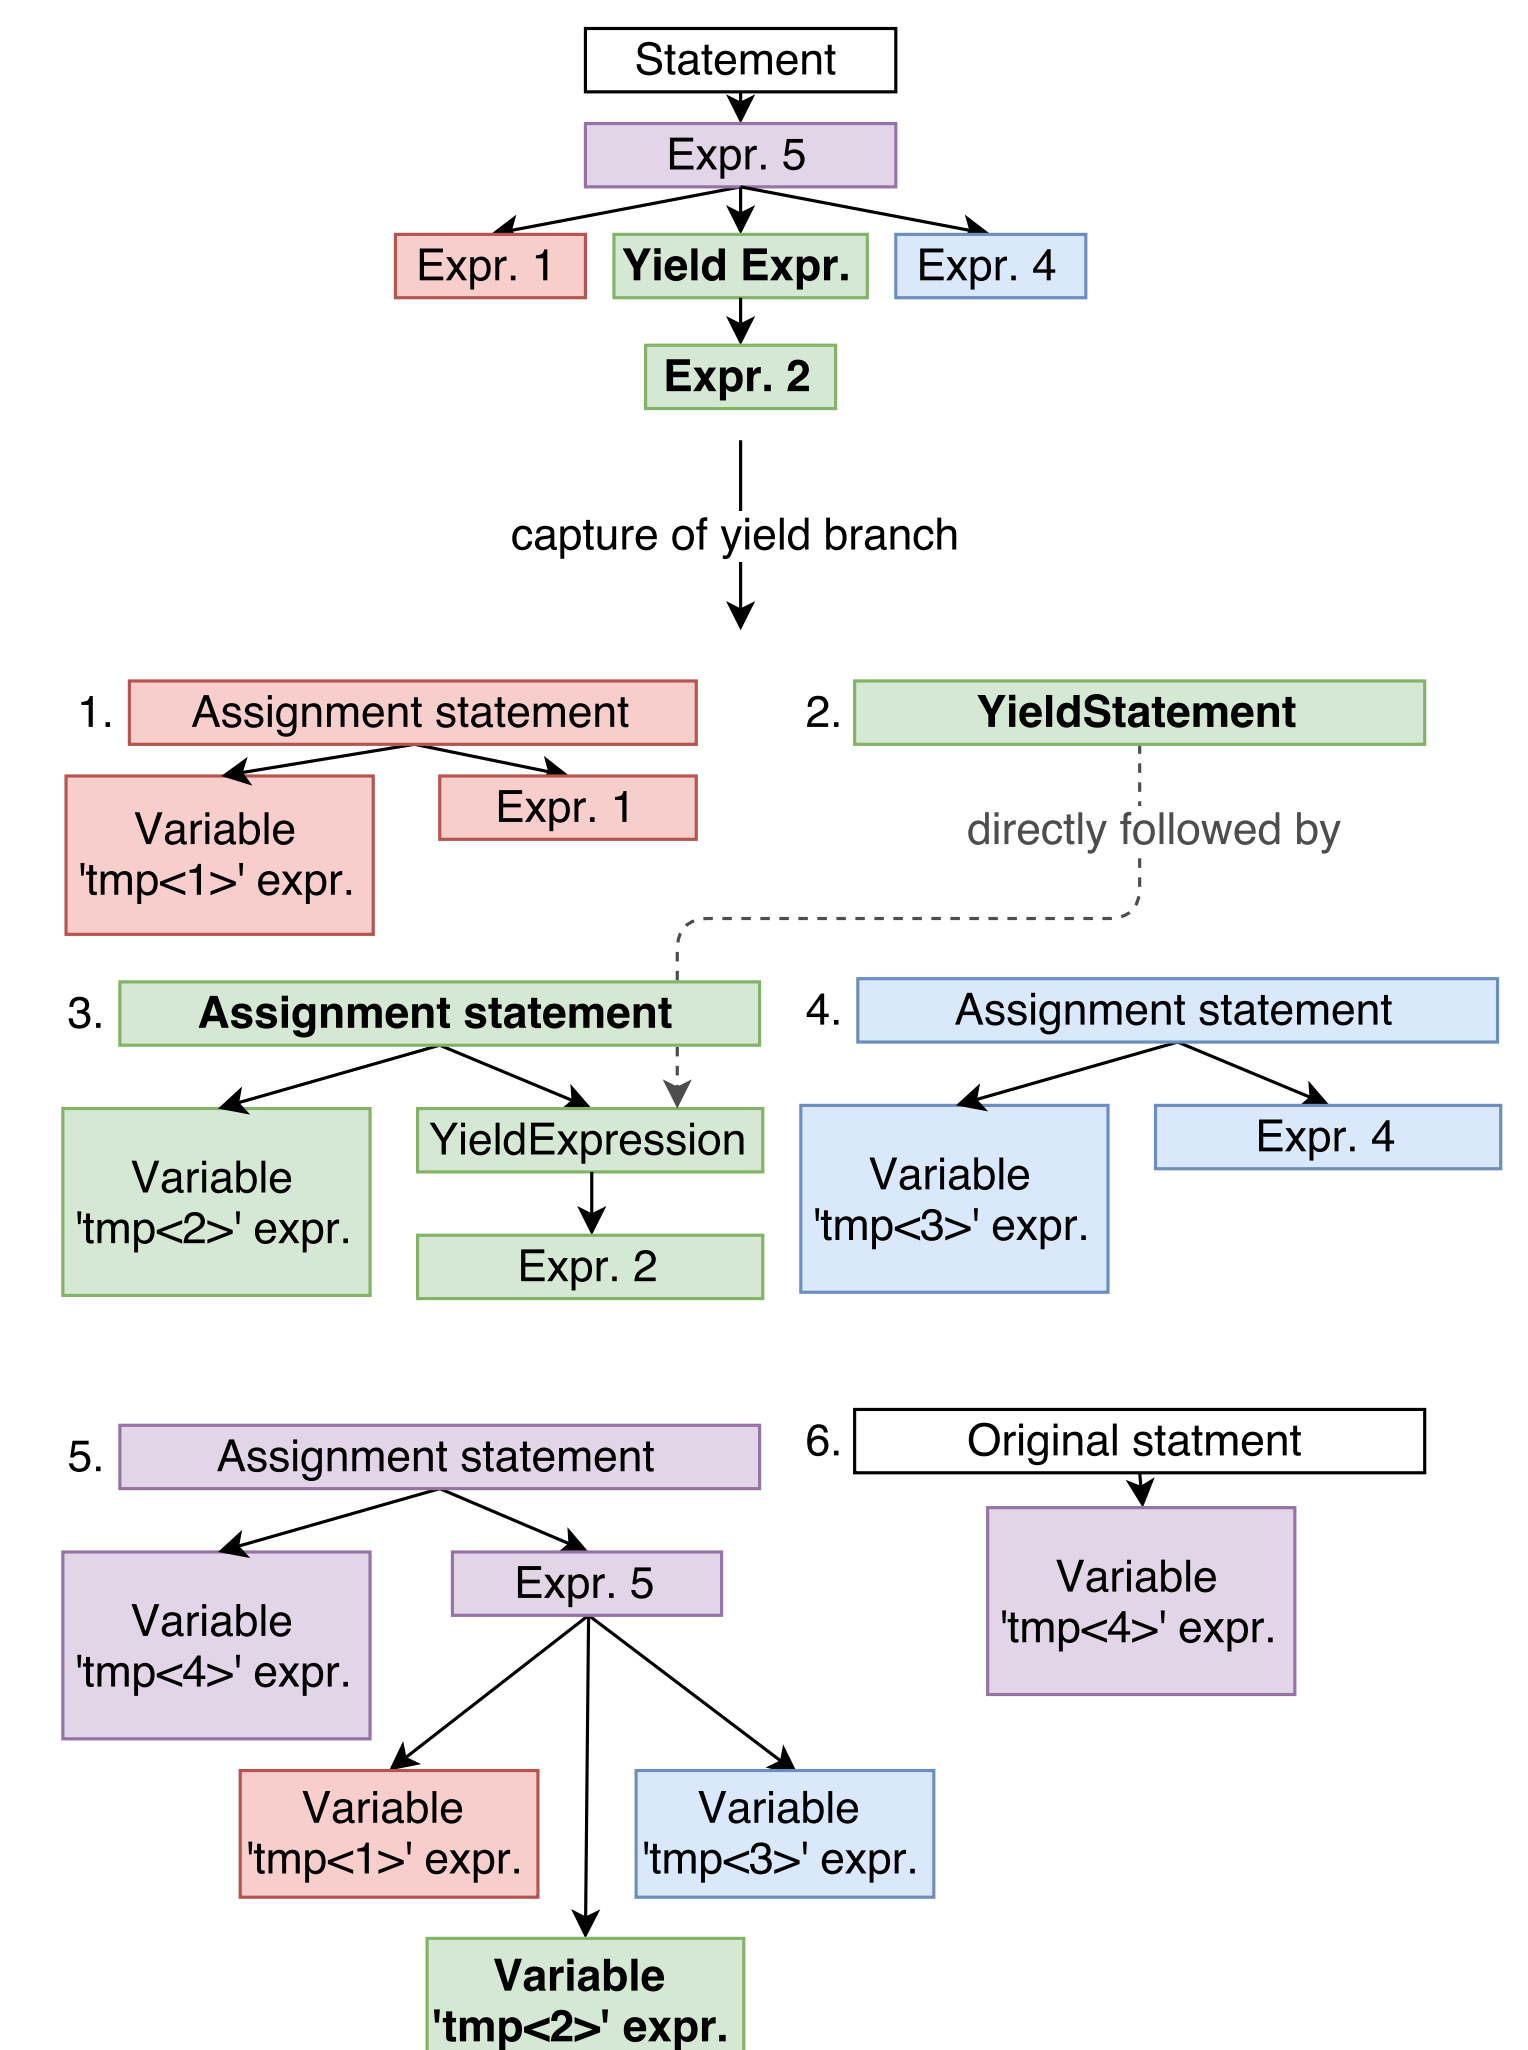 Statement
Expr. 5
Expr. 1
Yield Expr.
Expr. 4
Expr. 2
capture of yield branch
1.
Assignment statement
Variable
'tmp<1>' expr.
Expr. 1
2.
YieldStatement
directly followed by
3.
Assignment statement
Variable
'tmp<2>' expr.
YieldExpression
Expr. 2
4.
Assignment statement
Variable
'tmp<3>' expr.
Expr. 4
5.
Assignment statement
Variable
'tmp<4>' expr.
Expr. 5
Variable
'tmp<1>' expr.
Variable
'tmp<3>' expr.
Variable
'tmp<2>' expr.
6.
Original statment
Variable
'tmp<4>' expr.